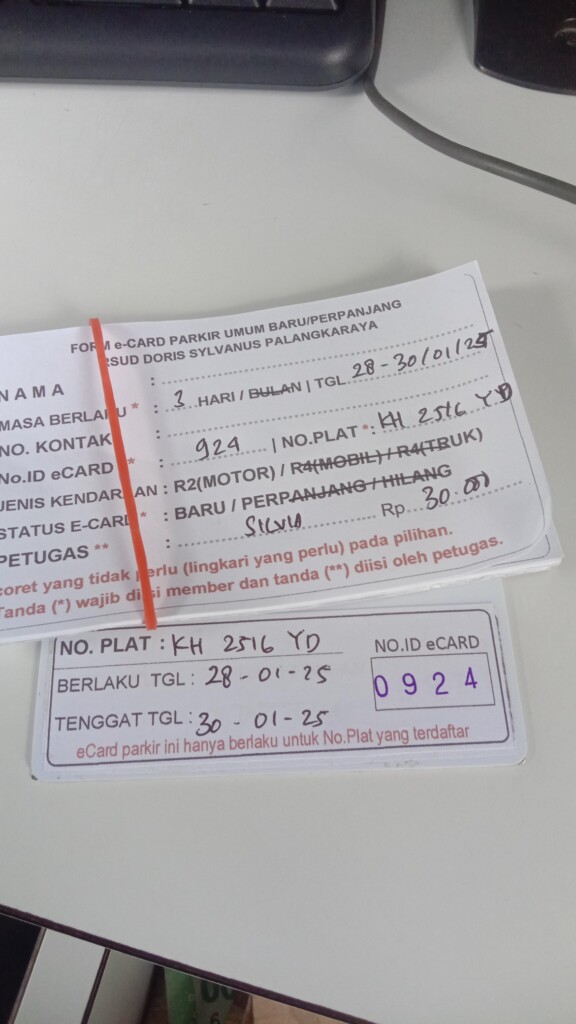 FORM e-CARD PARKIR UMUM BARU/PERPANJANG
RSUD DORIS SYLVANUS PALANGKARAYA
NAMA :
MASA BERLAKU * : 3 HARI / BULAN | TGL 28 - 30/01/25
NO. KONTAK :
No.ID eCARD * : 924 | NO.PLAT * : KH 2516 YD
JENIS KENDARAAN : R2(MOTOR) / R4(MOBIL) / R4(TRUK)
STATUS E-CARD * : BARU / PERPANJANG / HILANG
PETUGAS ** : SILVIA Rp 30.000
coret yang tidak perlu (lingkari yang perlu) pada pilihan.
Tanda (*) wajib diisi member dan tanda (**) diisi oleh petugas.
NO. PLAT : KH 2516 YD
NO.ID eCARD
BERLAKU TGL : 28 - 01 - 25
0924
TENGGAT TGL : 30 - 01 - 25
eCard parkir ini hanya berlaku untuk No.Plat yang terdaftar